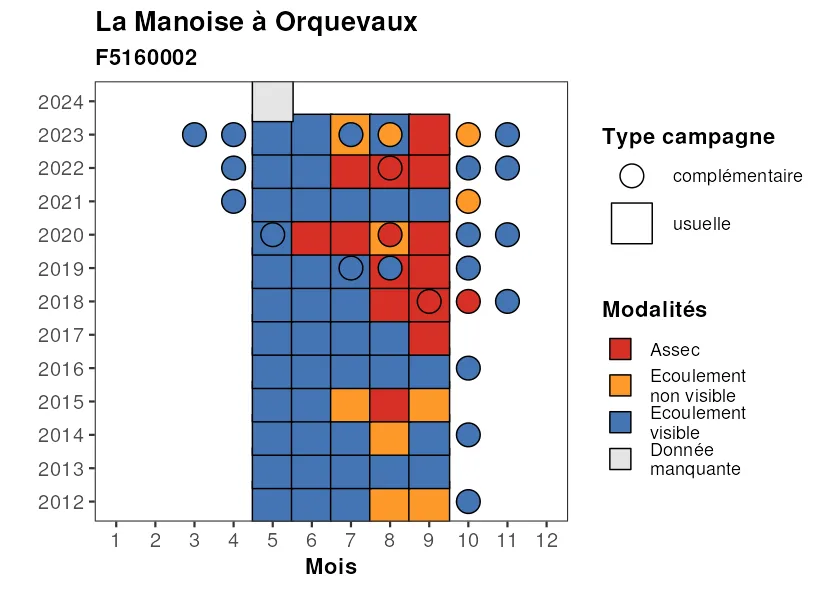 La Manoise à Orquevaux
F5160002
2024
2023
2022
2021
2020
2019
2018
2017
2016
2015
2014
2013
2012
1 2 3 4 5 6 7 8 9 10 11 12
Mois
Type campagne
complémentaire
usuelle
Modalités
Assec
Ecoulement
non visible
Ecoulement
visible
Donnée
manquante